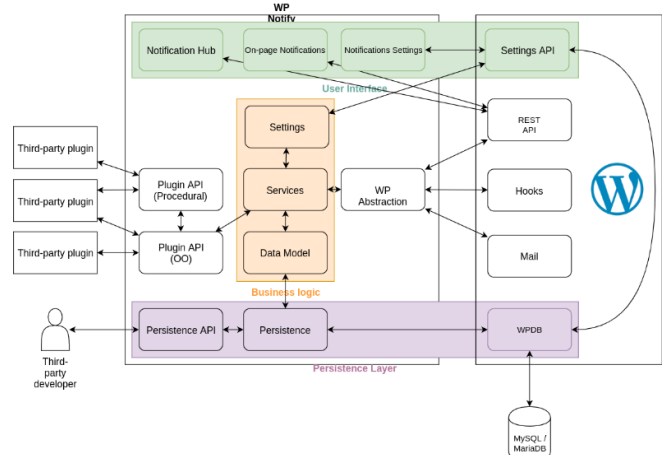 WP
Notify
Notification Hub
On-page Notifications
Notifications Settings
Settings API
User Interface
Settings
REST
API
Third-party plugin
Plugin API
(Procedural)
Services
WP
Abstraction
Hooks
Third-party plugin
Plugin API
(OO)
Data Model
Mail
Third-party plugin
Business logic
Persistence API
Persistence
WPDB
Third-
party
developer
Persistence Layer
MySQL /
MariaDB